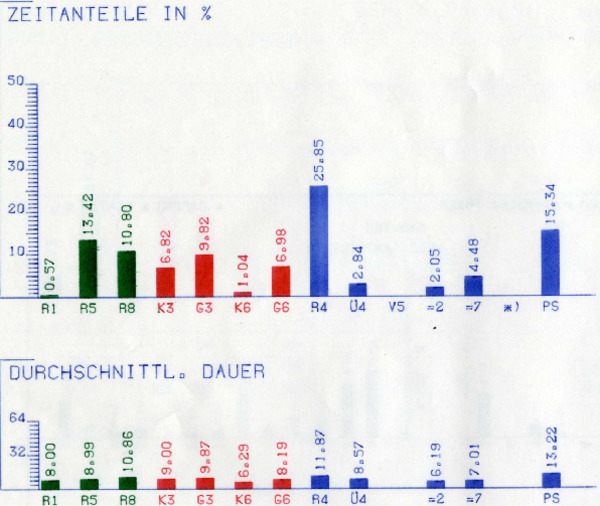 ZEITANTEILE IN %
50
40
30
20
10
0.57 13.42 10.80 6.82 9.82 1.04 6.98 25.85 2.84 2.05 4.48 15.34
R1 R5 R8 K3 G3 K6 G6 R4 Ü4 V5 =2 =7 *) PS
DURCHSCHNITTL. DAUER
64
32
8.00 8.99 10.86 9.00 9.87 6.29 8.19 11.87 8.57 6.19 7.01 13.22
R1 R5 R8 K3 G3 K6 G6 R4 Ü4 =2 =7 PS